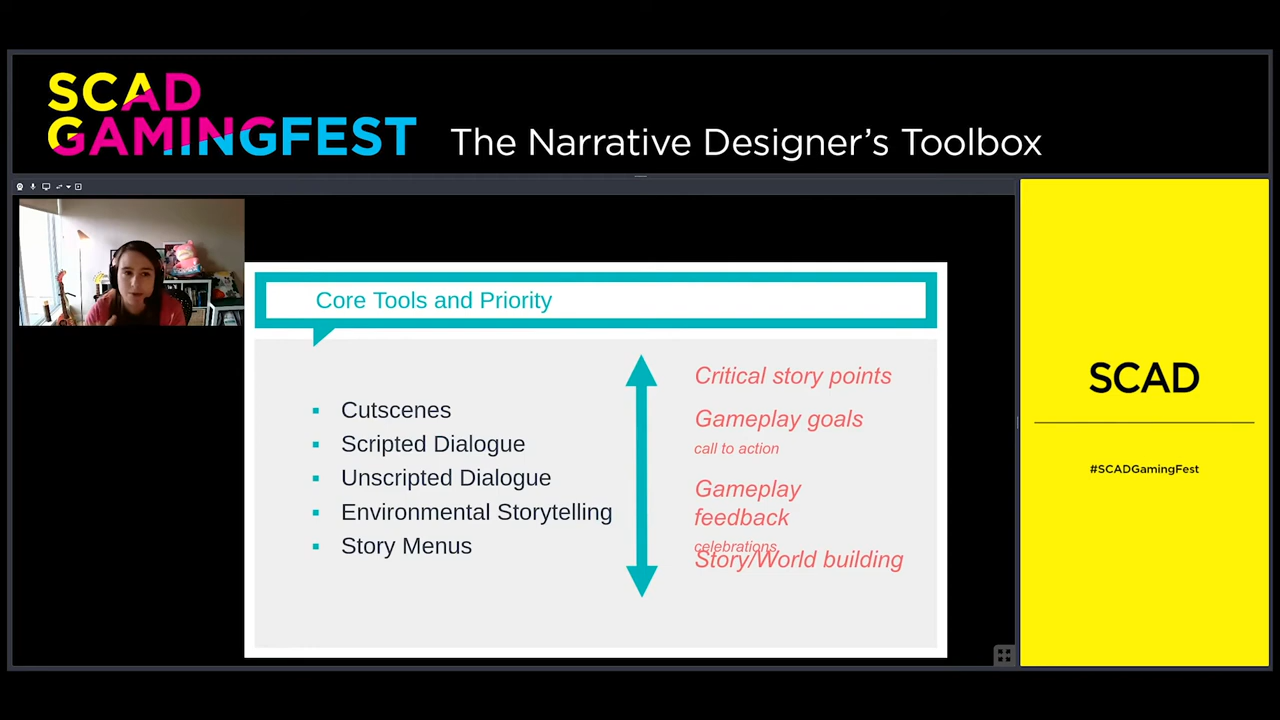 SCAD
GAMINGFEST
The Narrative Designer's Toolbox
Core Tools and Priority
▪ Cutscenes
▪ Scripted Dialogue
▪ Unscripted Dialogue
▪ Environmental Storytelling
▪ Story Menus
Critical story points
Gameplay goals
call to action
Gameplay
feedback
celebrations
Story/World building
SCAD
#SCADGamingFest